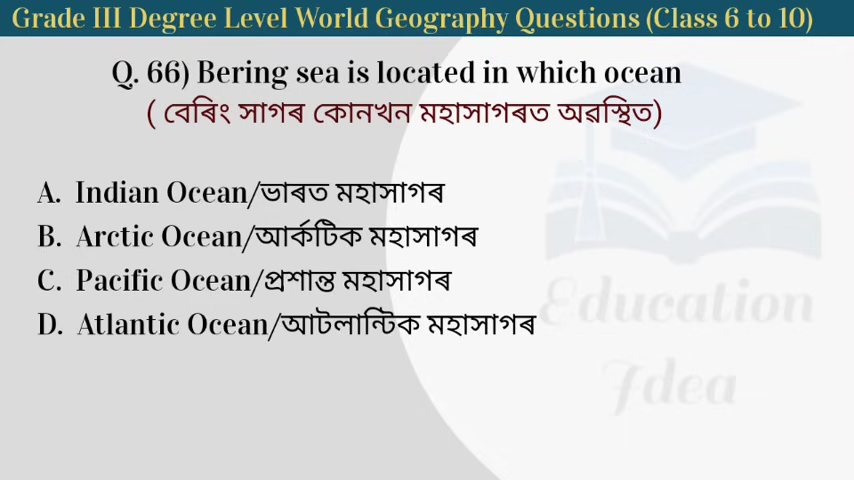 Grade III Degree Level World Geography Questions (Class 6 to 10)
Q. 66) Bering sea is located in which ocean
( বেৰিং সাগৰ কোনখন মহাসাগৰত অৱস্থিত)
A. Indian Ocean/ভাৰত মহাসাগৰ
B. Arctic Ocean/আৰ্কটিক মহাসাগৰ
C. Pacific Ocean/প্ৰশান্ত মহাসাগৰ
D. Atlantic Ocean/আটলান্টিক মহাসাগৰ
Education
Idea